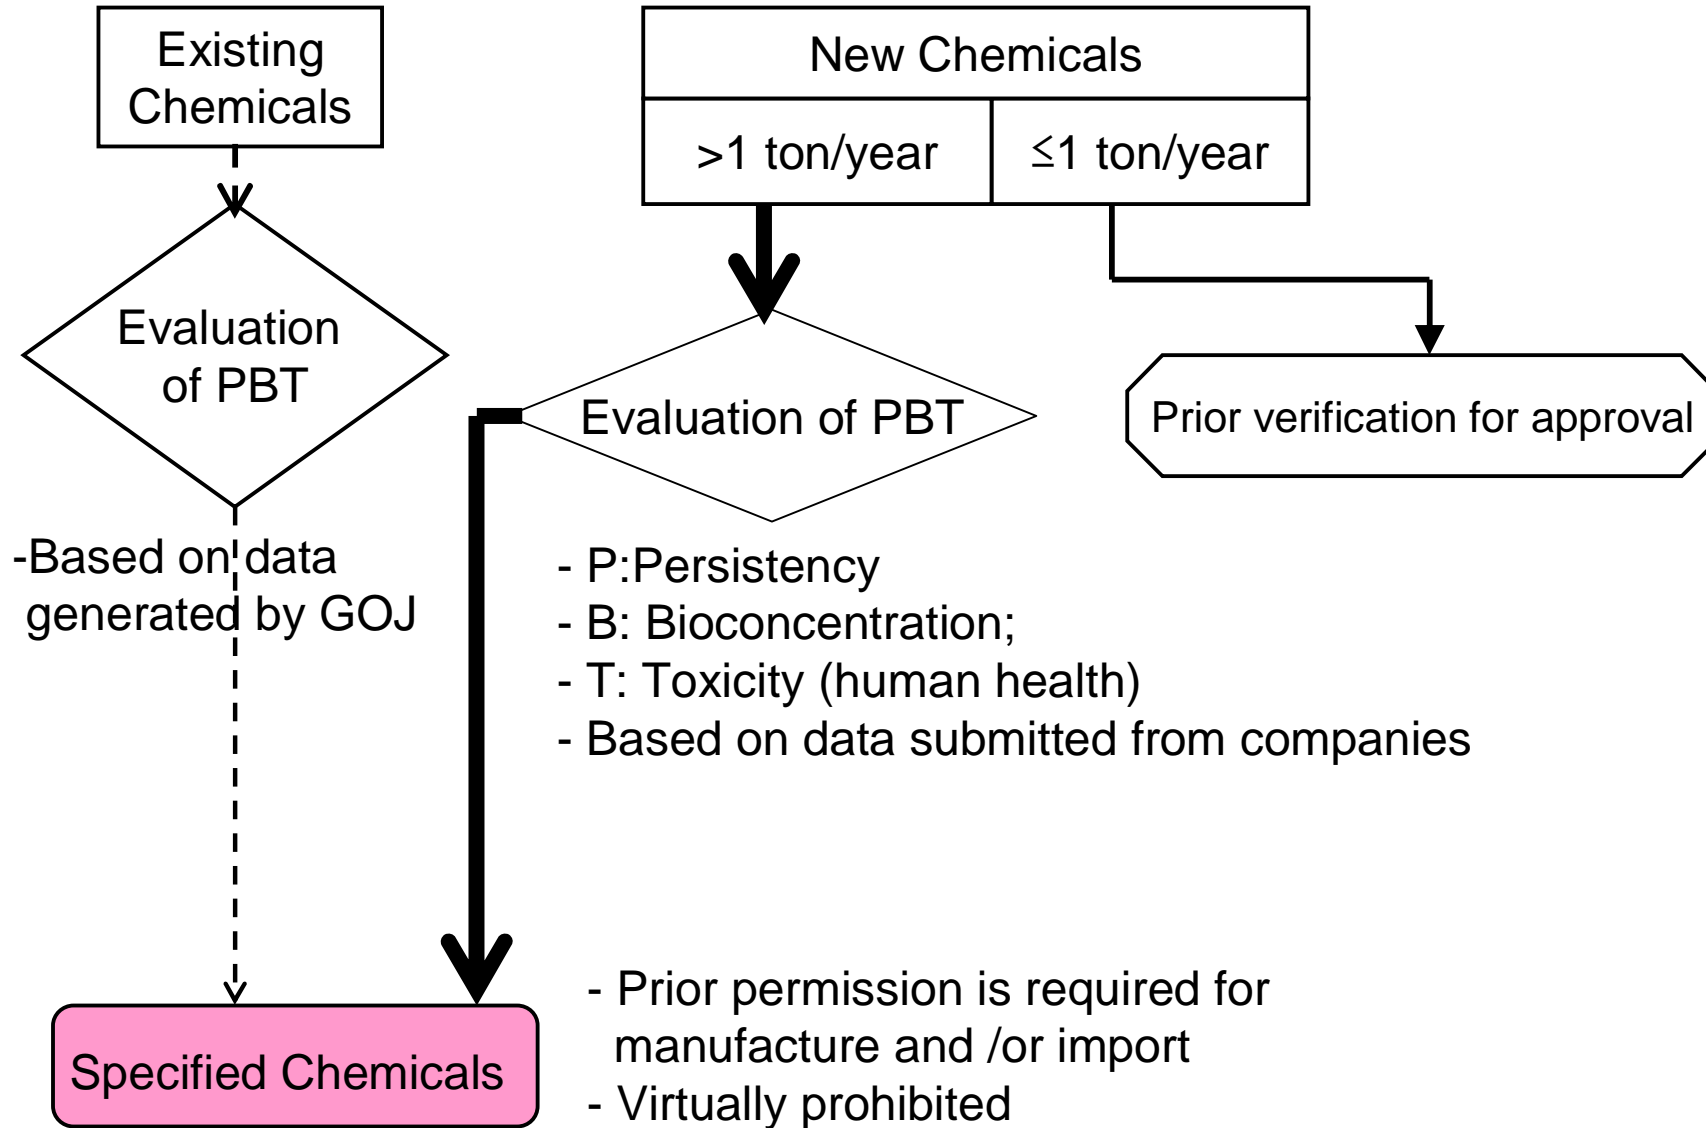 Existing
Chemicals
New Chemicals
>1 ton/year
≤1 ton/year
Evaluation
of PBT
Evaluation of PBT
Prior verification for approval
-Based on data
generated by GOJ
- P:Persistency
- B: Bioconcentration;
- T: Toxicity (human health)
- Based on data submitted from companies
Specified Chemicals
- Prior permission is required for
manufacture and /or import
- Virtually prohibited